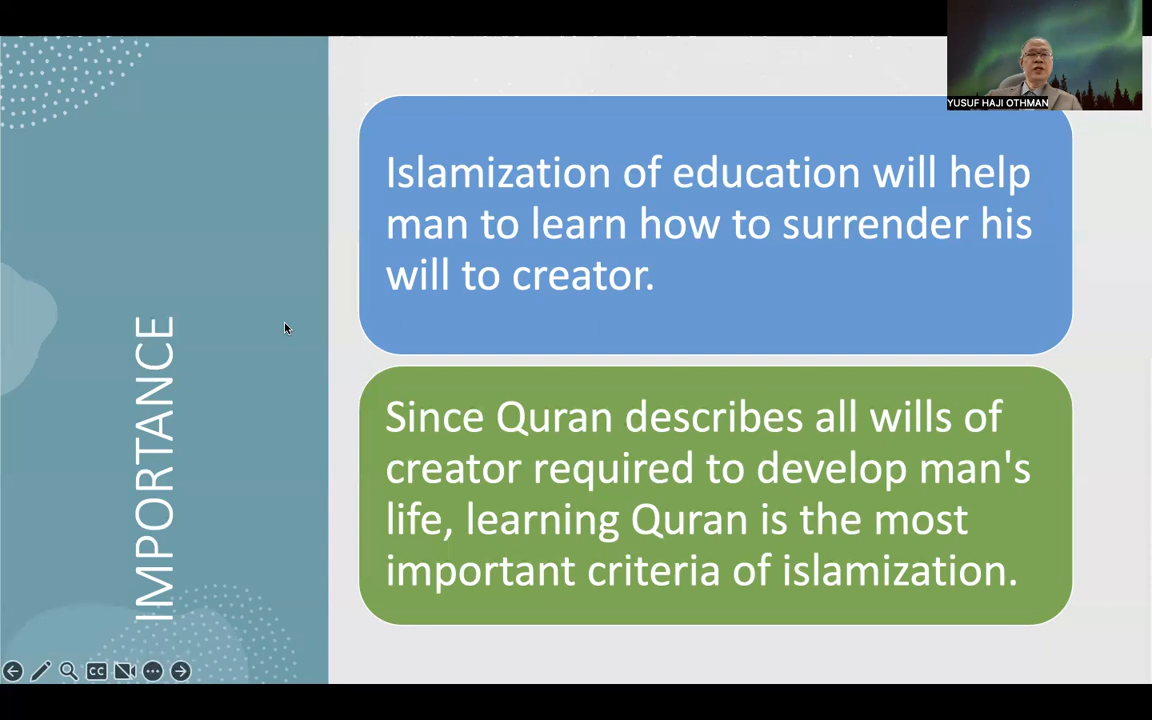 YUSUF HAJI OTHMAN
IMPORTANCE
Islamization of education will help
man to learn how to surrender his
will to creator.
Since Quran describes all wills of
creator required to develop man's
life, learning Quran is the most
important criteria of islamization.
CC